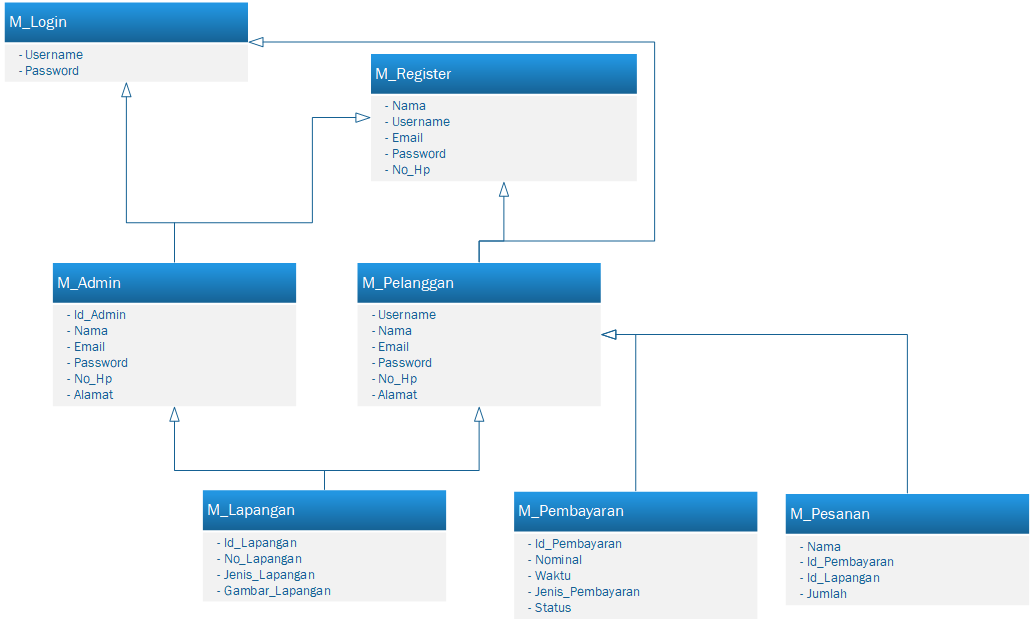 M_Login
- Username
- Password
M_Register
- Nama
- Username
- Email
- Password
- No_Hp
M_Admin
- Id_Admin
- Nama
- Email
- Password
- No_Hp
- Alamat
M_Pelanggan
- Username
- Nama
- Email
- Password
- No_Hp
- Alamat
M_Lapangan
- Id_Lapangan
- No_Lapangan
- Jenis_Lapangan
- Gambar_Lapangan
M_Pembayaran
- Id_Pembayaran
- Nominal
- Waktu
- Jenis_Pembayaran
- Status
M_Pesanan
- Nama
- Id_Pembayaran
- Id_Lapangan
- Jumlah